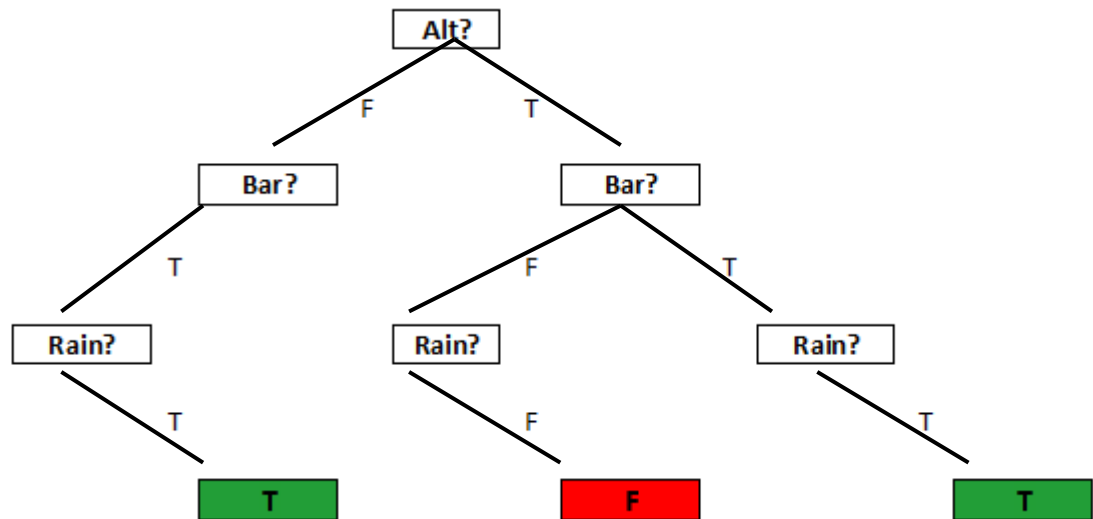 Alt?
F T
Bar? Bar?
T F T
Rain? Rain? Rain?
T F T
T F T